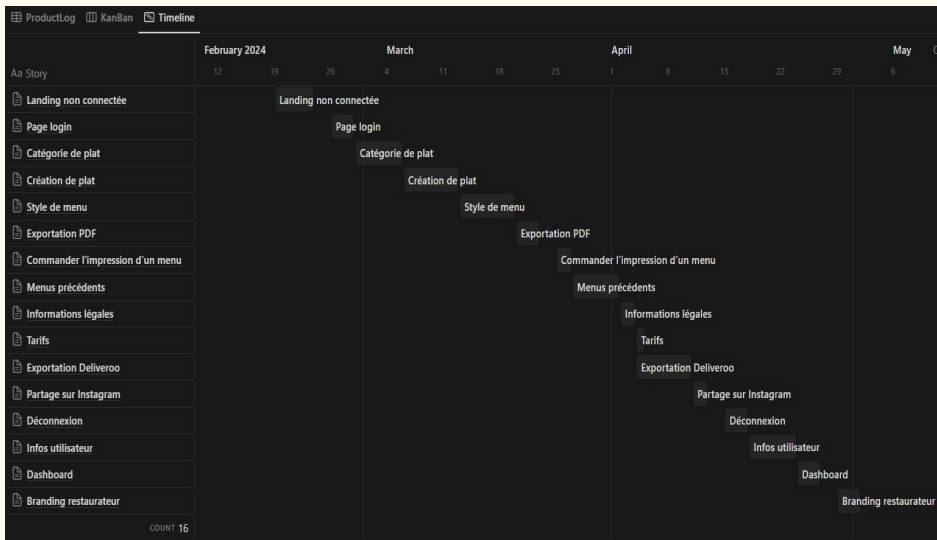 ProductLog KanBan Timeline
February 2024 March April May
Aa Story 12 19 26 4 11 18 25 1 8 15 22 29 6
Landing non connectée Landing non connectée
Page login Page login
Catégorie de plat Catégorie de plat
Création de plat Création de plat
Style de menu Style de menu
Exportation PDF Exportation PDF
Commander l'impression d'un menu Commander l'impression d'un menu
Menus précédents Menus précédents
Informations légales Informations légales
Tarifs Tarifs
Exportation Deliveroo Exportation Deliveroo
Partage sur Instagram Partage sur Instagram
Déconnexion Déconnexion
Infos utilisateur Infos utilisateur
Dashboard Dashboard
Branding restaurateur Branding restaurateur
COUNT 16